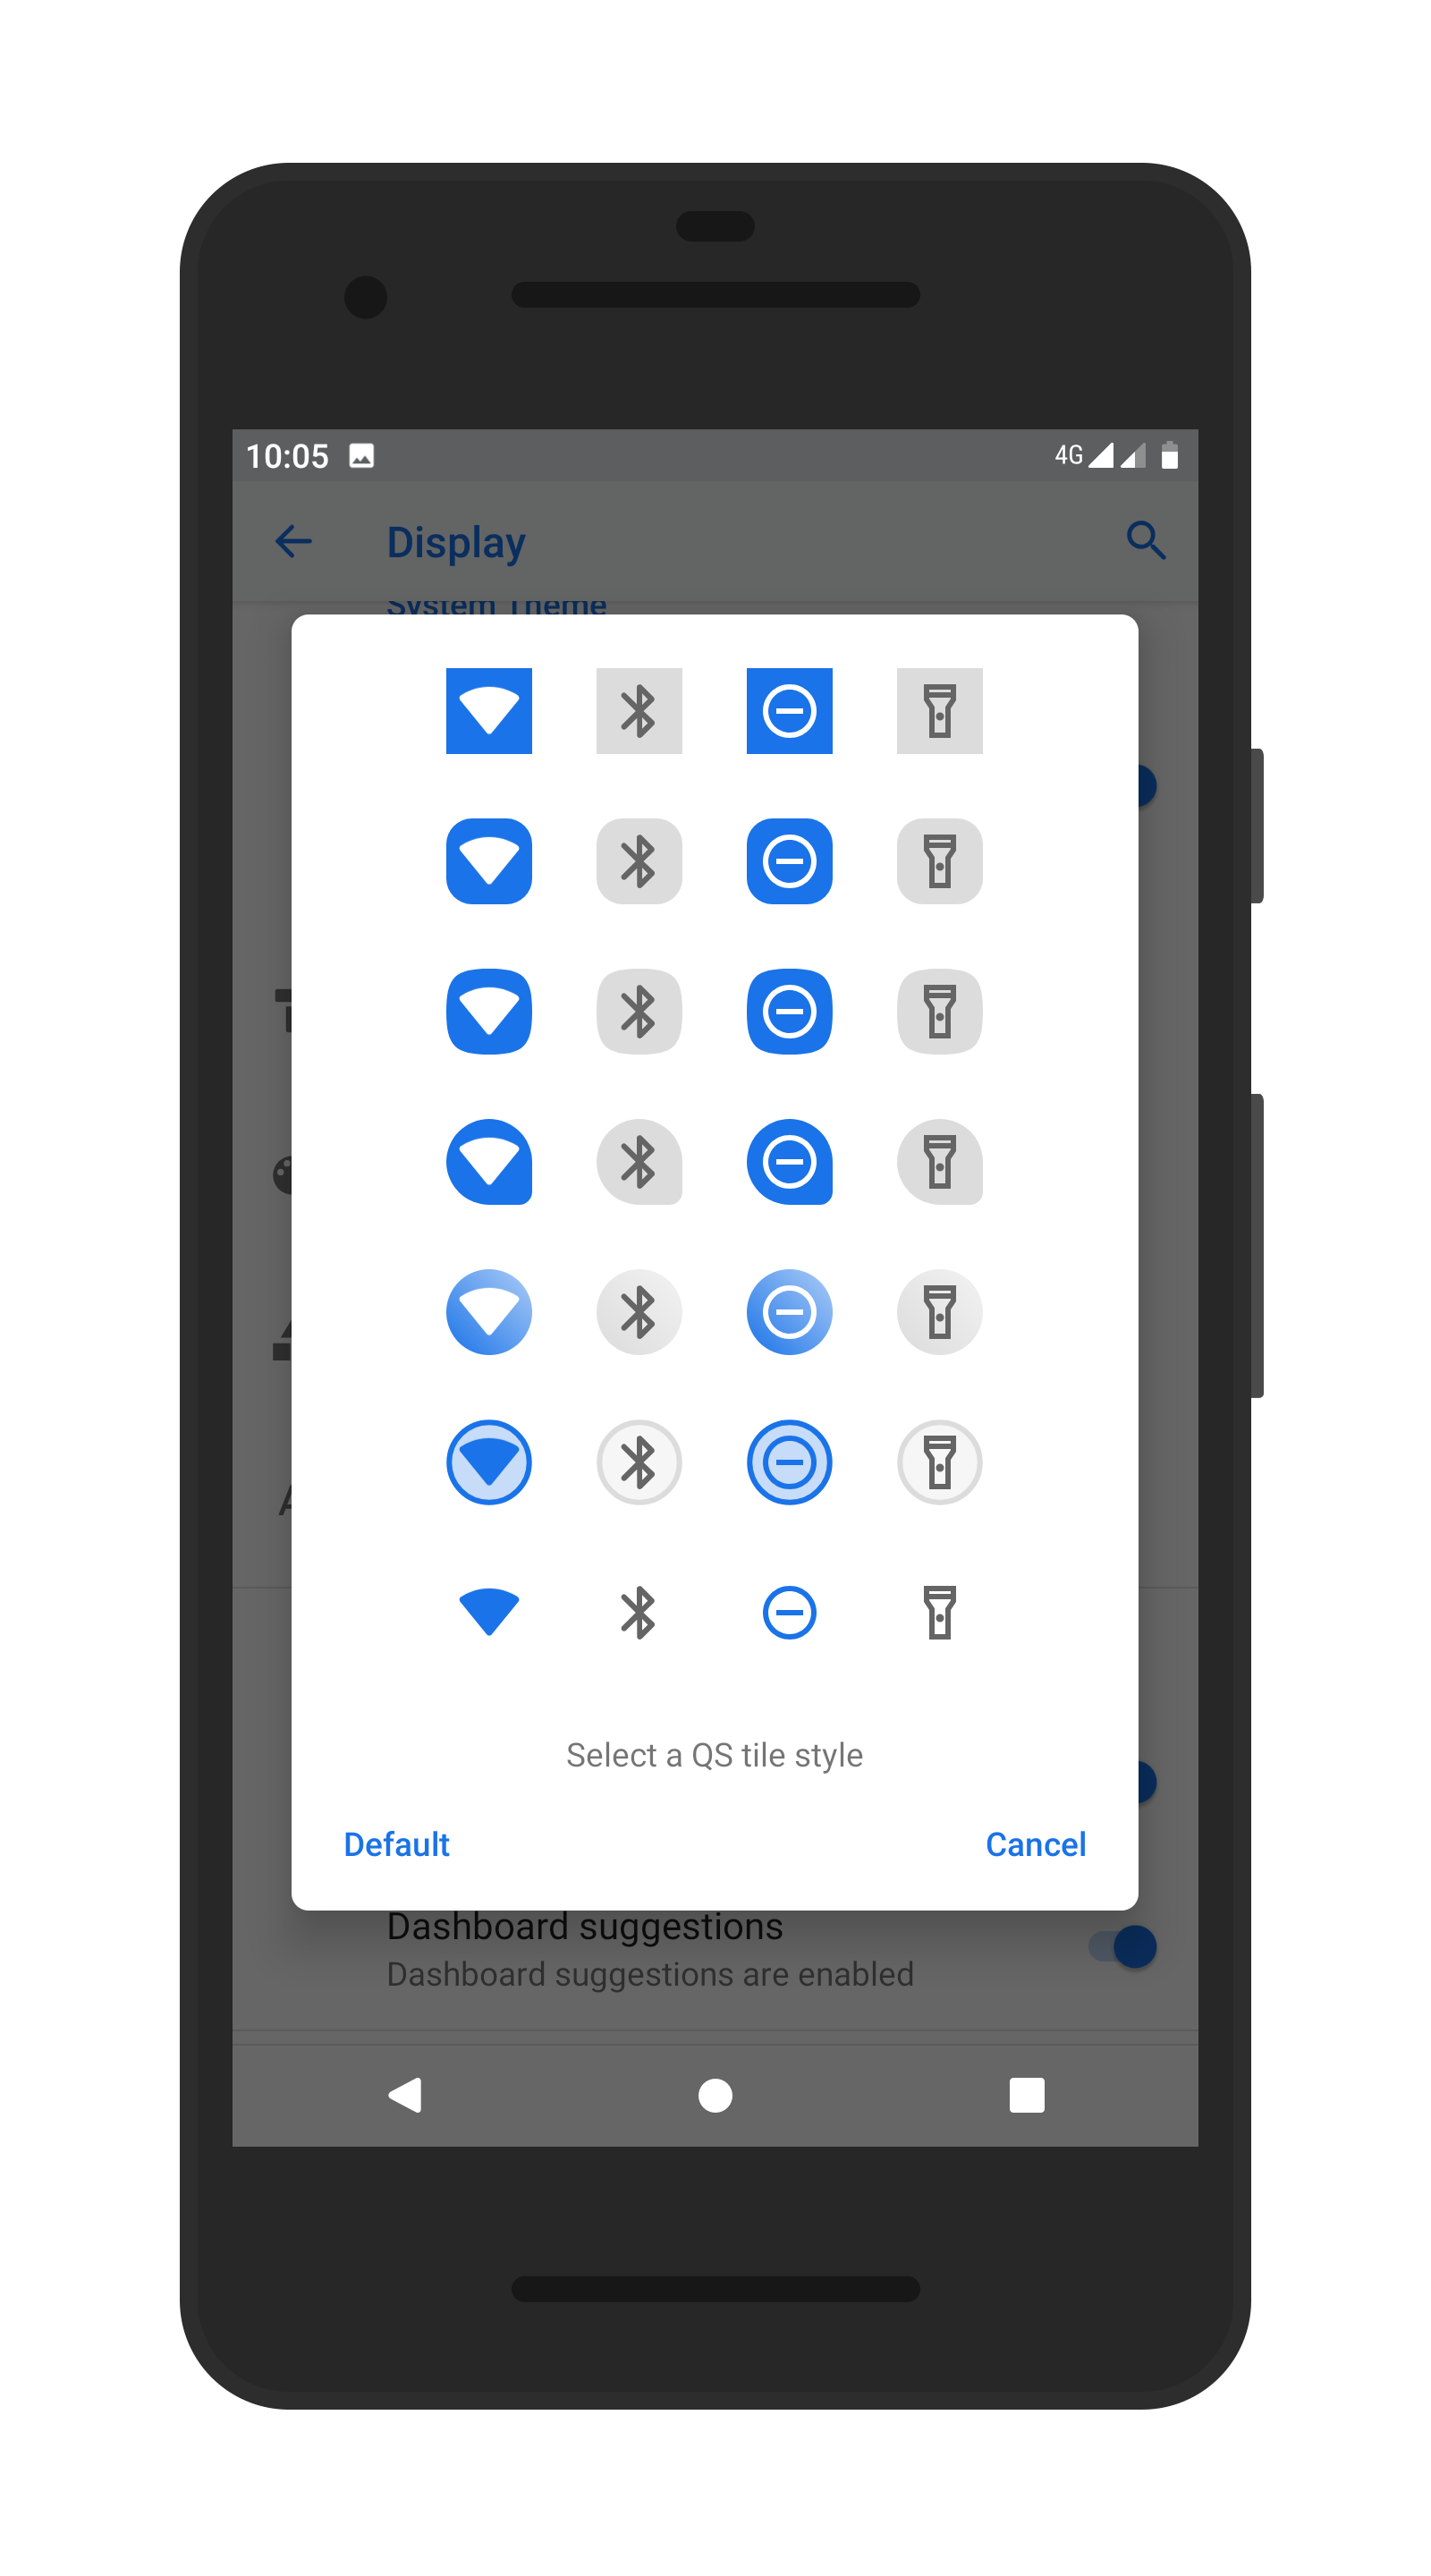 10:05
4G
Display
System Theme
Select a QS tile style
Default
Cancel
Dashboard suggestions
Dashboard suggestions are enabled